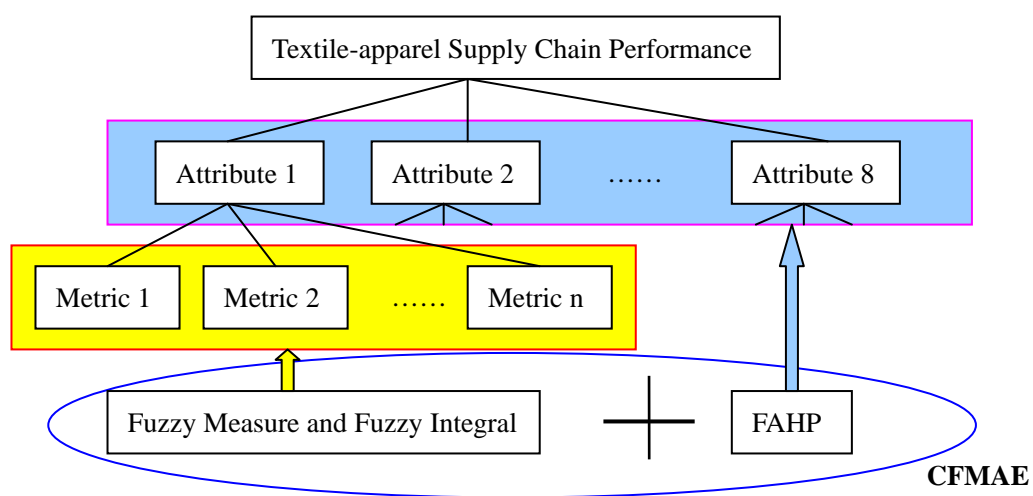 Textile-apparel Supply Chain Performance
Attribute 1
Attribute 2
……
Attribute 8
Metric 1
Metric 2
……
Metric n
Fuzzy Measure and Fuzzy Integral
FAHP
CFMAE